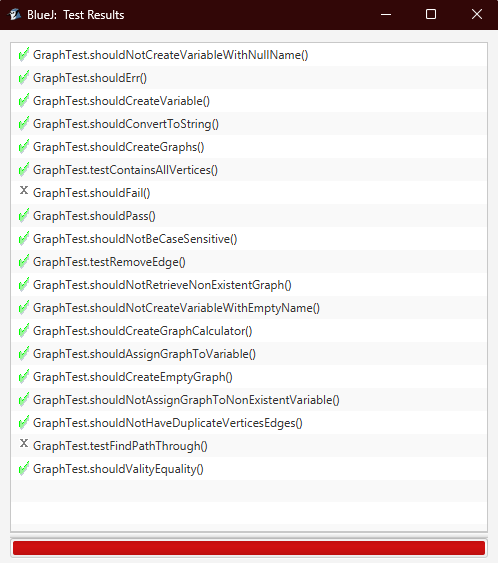 BlueJ: Test Results
GraphTest.shouldNotCreateVariableWithNullName()
GraphTest.shouldErr()
GraphTest.shouldCreateVariable()
GraphTest.shouldConvertToString()
GraphTest.shouldCreateGraphs()
GraphTest.testContainsAllVertices()
x GraphTest.shouldFail()
GraphTest.shouldPass()
GraphTest.shouldNotBeCaseSensitive()
GraphTest.testRemoveEdge()
GraphTest.shouldNotRetrieveNonExistentGraph()
GraphTest.shouldNotCreateVariableWithEmptyName()
GraphTest.shouldCreateGraphCalculator()
GraphTest.shouldAssignGraphToVariable()
GraphTest.shouldCreateEmptyGraph()
GraphTest.shouldNotAssignGraphToNonExistentVariable()
GraphTest.shouldNotHaveDuplicateVerticesEdges()
x GraphTest.testFindPathThrough()
GraphTest.shouldValityEquality()